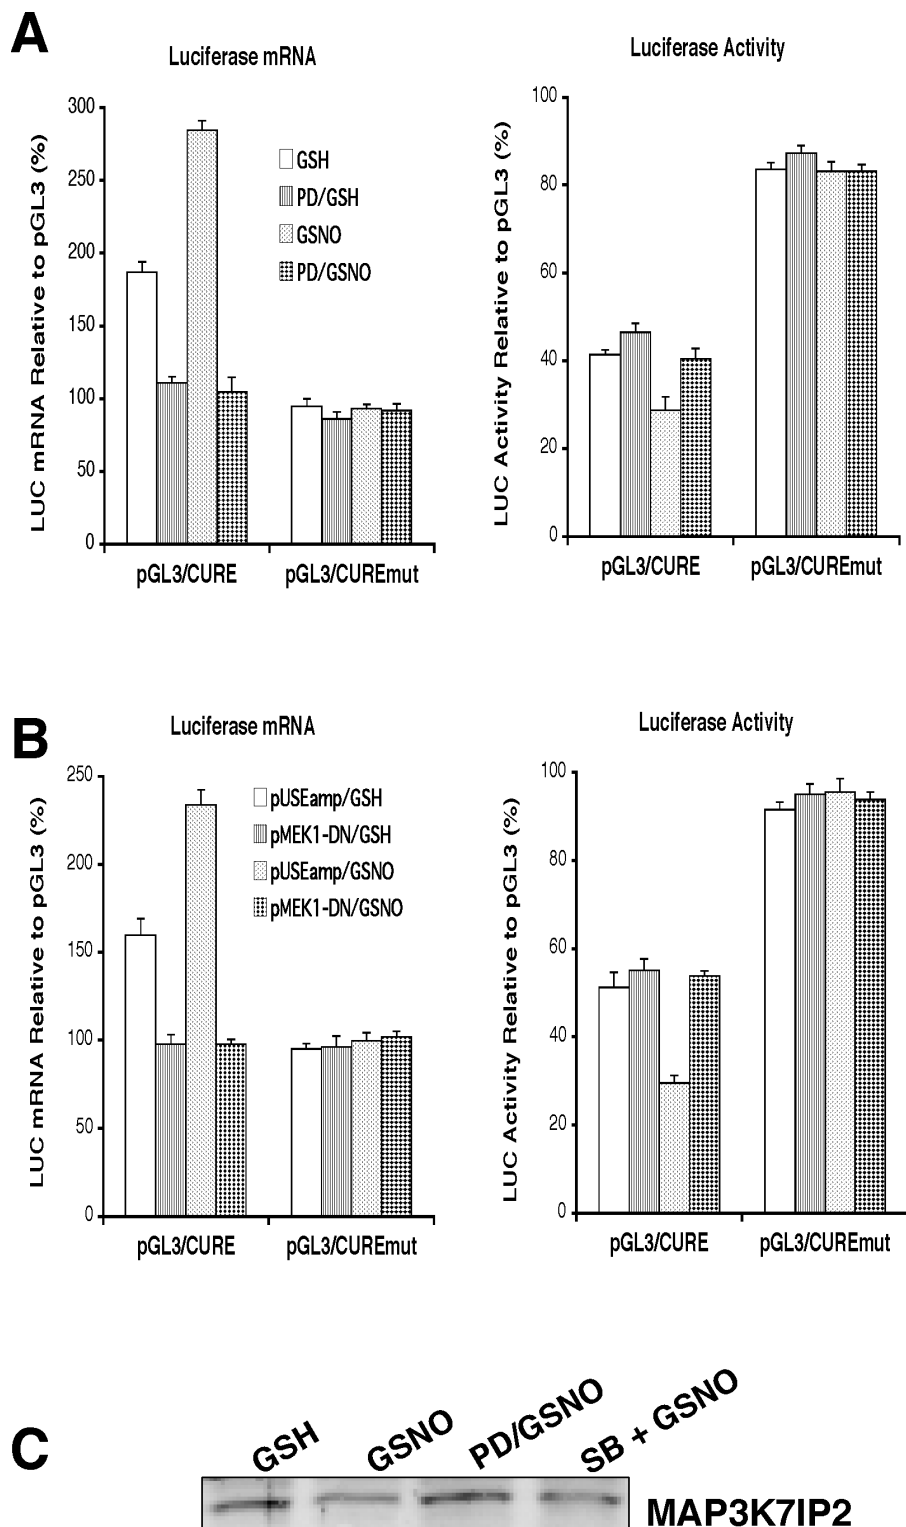 A
Luciferase mRNA
LUC mRNA Relative to pGL3 (%)
300
250
200
150
100
50
0
GSH
PD/GSH
GSNO
PD/GSNO
pGL3/CURE
pGL3/CUREmut
Luciferase Activity
LUC Activity Relative to pGL3 (%)
100
80
60
40
20
0
pGL3/CURE
pGL3/CUREmut
B
Luciferase mRNA
LUC mRNA Relative to pGL3 (%)
250
200
150
100
50
0
pUSEamp/GSH
pMEK1-DN/GSH
pUSEamp/GSNO
pMEK1-DN/GSNO
pGL3/CURE
pGL3/CUREmut
Luciferase Activity
LUC Activity Relative to pGL3 (%)
100
80
60
40
20
0
pGL3/CURE
pGL3/CUREmut
C
GSH
GSNO
PD/GSNO
SB + GSNO
MAP3K7IP2